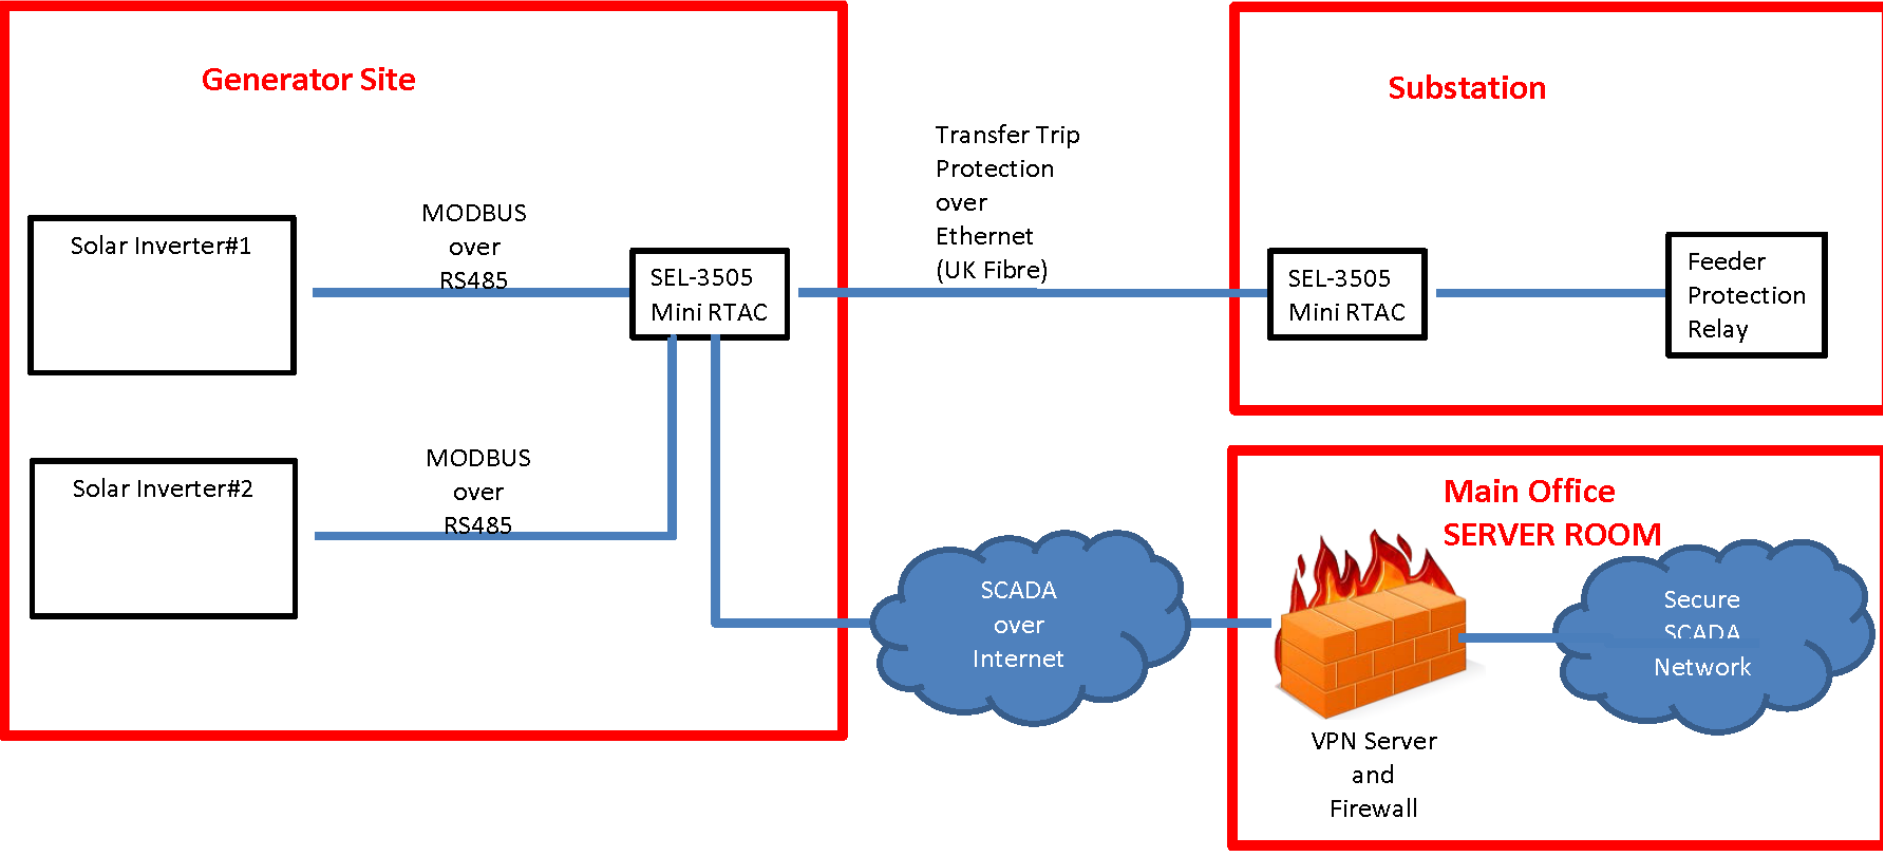 Generator Site
Solar Inverter#1
MODBUS
over
RS485
SEL-3505
Mini RTAC
Solar Inverter#2
MODBUS
over
RS485
Transfer Trip
Protection
over
Ethernet
(UK Fibre)
Substation
SEL-3505
Mini RTAC
Feeder
Protection
Relay
SCADA
over
Internet
Main Office
SERVER ROOM
VPN Server
and
Firewall
Secure
SCADA
Network